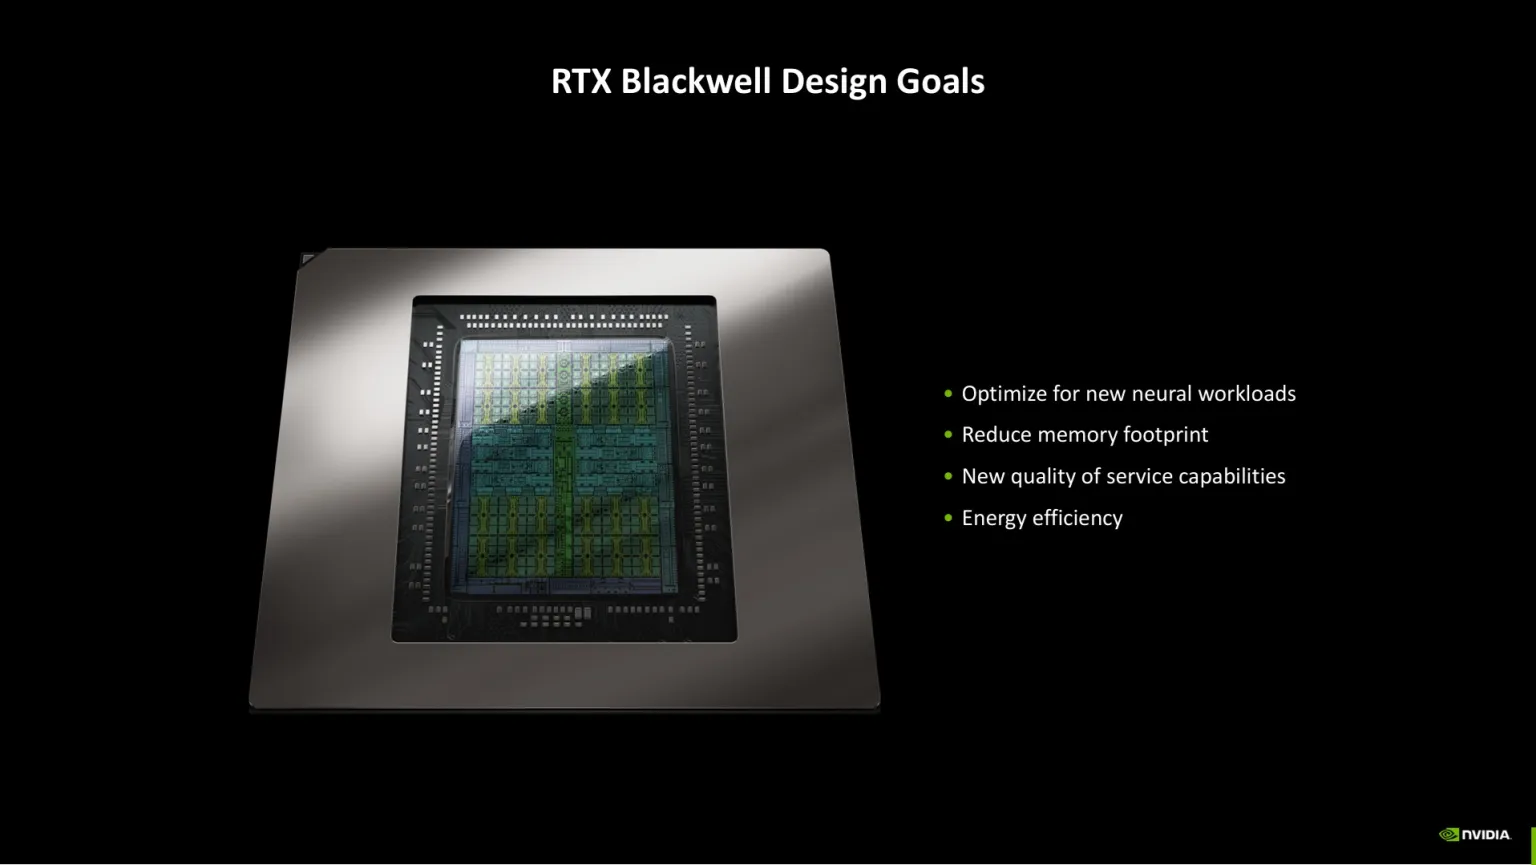 RTX Blackwell Design Goals
• Optimize for new neural workloads
• Reduce memory footprint
• New quality of service capabilities
• Energy efficiency
NVIDIA